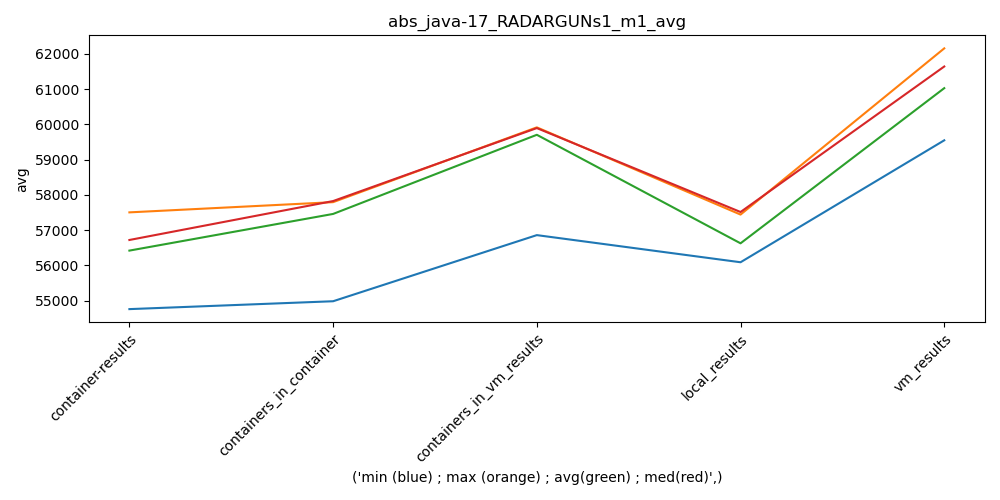 abs_java-17_RADARGUNs1_m1_avg
avg
62000
61000
60000
59000
58000
57000
56000
55000
container-results
containers_in_container
containers_in_vm_results
local_results
vm_results
('min (blue) ; max (orange) ; avg(green) ; med(red)',)